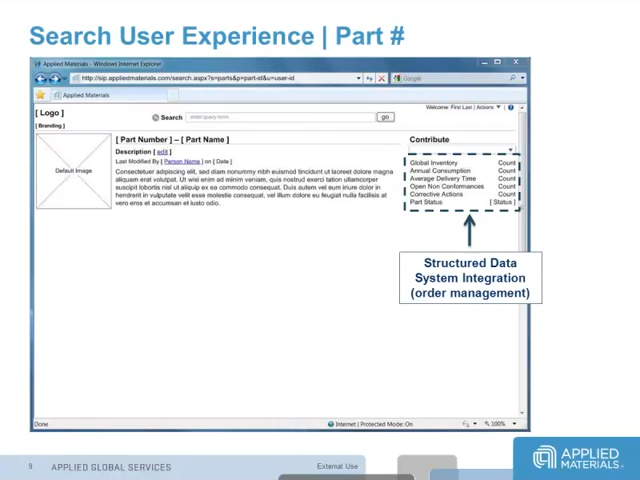 Search User Experience | Part #
Applied Materials - Windows Internet Explorer
http://sip.appliedmaterials.com/search.aspx?s=parts&p=part-id&u=user-id
Google
Applied Materials
Welcome: First Last | Actions
[ Logo ]
[ Branding ]
Search
enter query term
go
Default Image
[ Part Number ] – [ Part Name ]
Description [ edit ]
Last Modified By [ Person Name ] on [ Date ]
Consectetuer adipiscing elit, sed diam nonummy nibh euismod tincidunt ut laoreet dolore magna
aliquam erat volutpat. Ut wisi enim ad minim veniam, quis nostrud exerci tation ullamcorper
suscipit lobortis nisl ut aliquip ex ea commodo consequat. Duis autem vel eum iriure dolor in
hendrerit in vulputate velit esse molestie consequat, vel illum dolore eu feugiat nulla facilisis at
vero eros et accumsan et iusto odio.
Contribute
Global Inventory Count
Annual Consumption Count
Average Delivery Time Count
Open Non Conformances Count
Corrective Actions Count
Part Status [ Status ]
Structured Data
System Integration
(order management)
Done
Internet | Protected Mode: On
100%
9 APPLIED GLOBAL SERVICES
External Use
APPLIED
MATERIALS